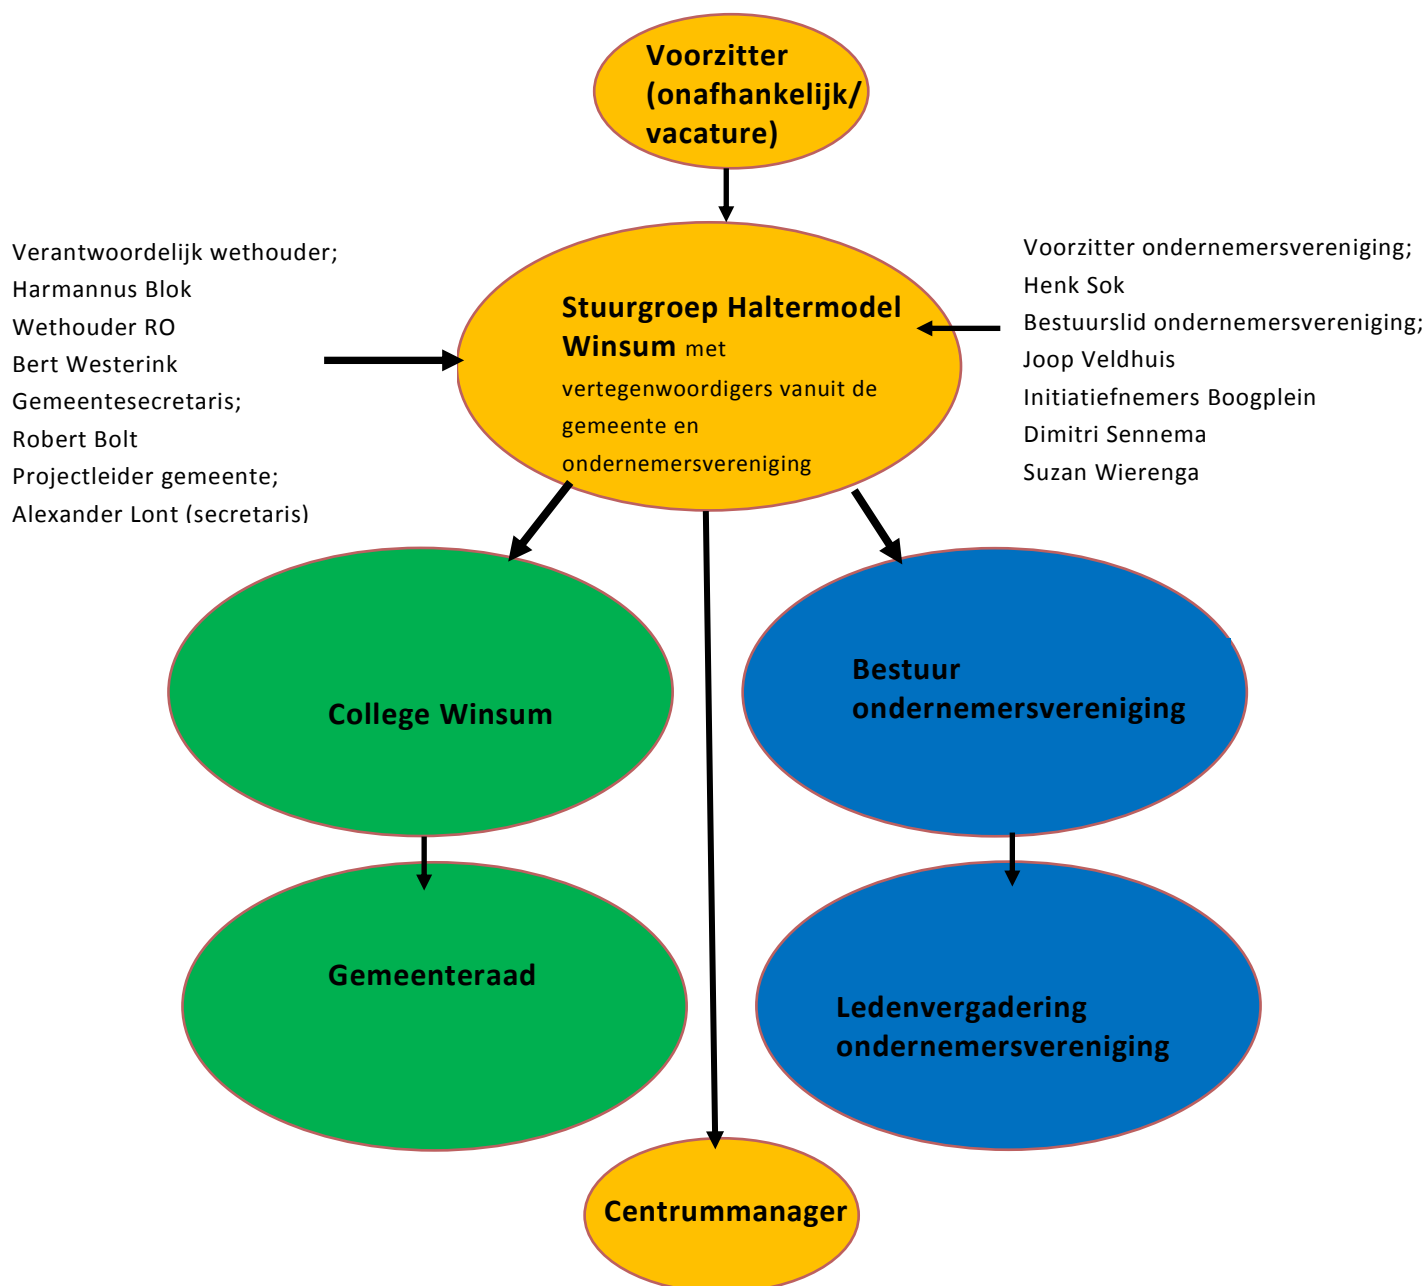 Voorzitter
(onafhankelijk/
vacature)
Verantwoordelijk wethouder;
Harmannus Blok
Wethouder RO
Bert Westerink
Gemeentesecretaris;
Robert Bolt
Projectleider gemeente;
Alexander Lont (secretaris)
Stuurgroep Haltermodel
Winsum met
vertegenwoordigers vanuit de
gemeente en
ondernemersvereniging
Voorzitter ondernemersvereniging;
Henk Sok
Bestuurslid ondernemersvereniging;
Joop Veldhuis
Initiatiefnemers Boogplein
Dimitri Sennema
Suzan Wierenga
College Winsum
Bestuur
ondernemersvereniging
Gemeenteraad
Ledenvergadering
ondernemersvereniging
Centrummanager